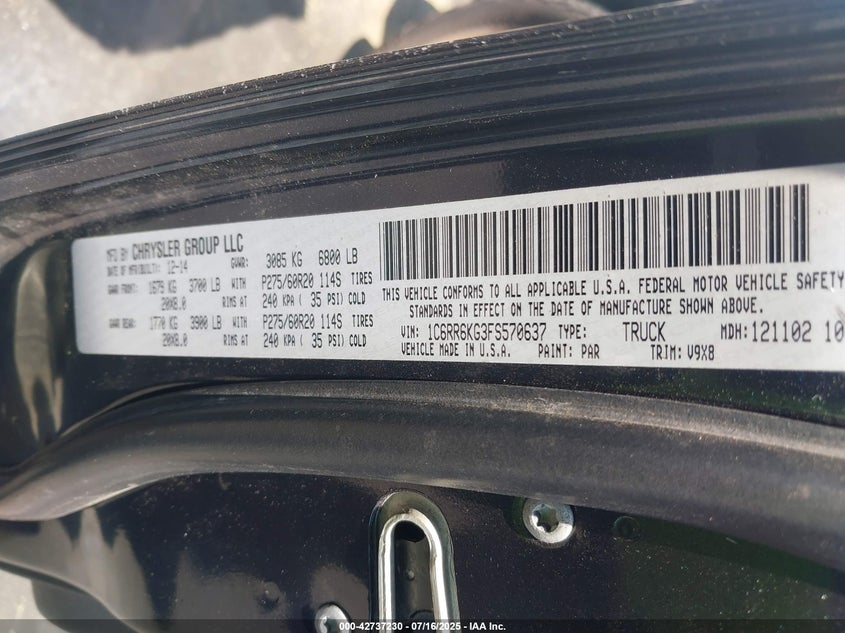 MFD BY CHRYSLER GROUP LLC
DATE OF MFR(BUILT): 12-14 GVWR: 3085 KG 6800 LB
GAWR FRONT: 1679 KG 3700 LB WITH P275/60R20 114S TIRES
20X8.0 RIMS AT 240 KPA ( 35 PSI) COLD
GAWR REAR: 1770 KG 3900 LB WITH P275/60R20 114S TIRES
20X8.0 RIMS AT 240 KPA ( 35 PSI) COLD
THIS VEHICLE CONFORMS TO ALL APPLICABLE U.S.A. FEDERAL MOTOR VEHICLE SAFETY
STANDARDS IN EFFECT ON THE DATE OF MANUFACTURE SHOWN ABOVE.
VIN: 1C6RR6KG3FS570637 TYPE: TRUCK MDH:121102 10
VEHICLE MADE IN U.S.A. PAINT: PAR TRIM: V9X8
000-42737230 - 07/16/2025 - IAA Inc.